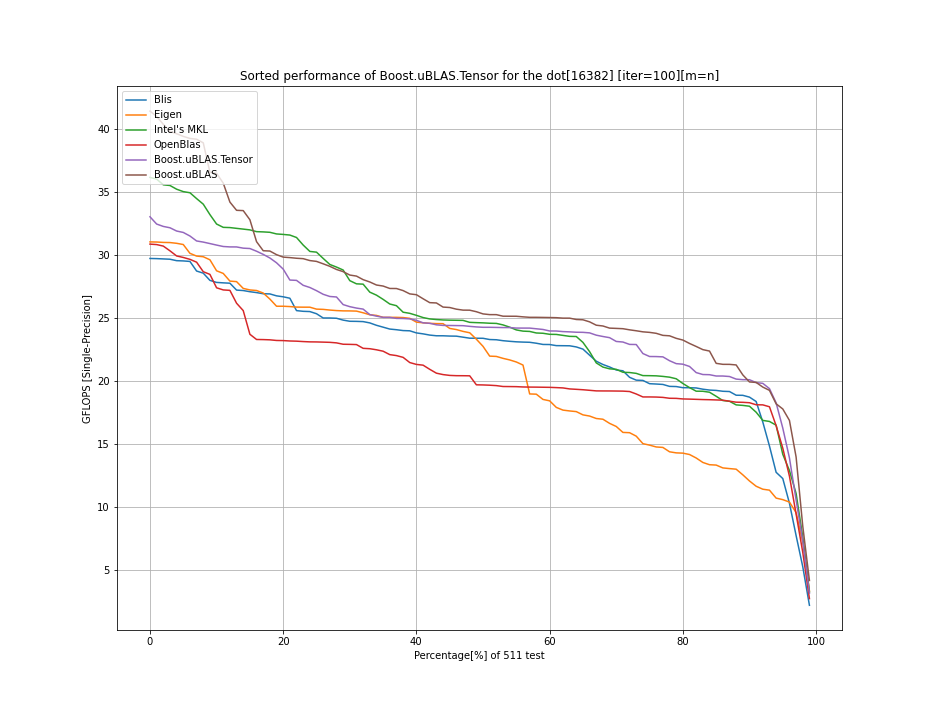 Sorted performance of Boost.uBLAS.Tensor for the dot[16382] [iter=100][m=n]
Blis
Eigen
Intel's MKL
OpenBlas
Boost.uBLAS.Tensor
Boost.uBLAS
GFLOPS [Single-Precision]
40
35
30
25
20
15
10
5
0 20 40 60 80 100
Percentage[%] of 511 test